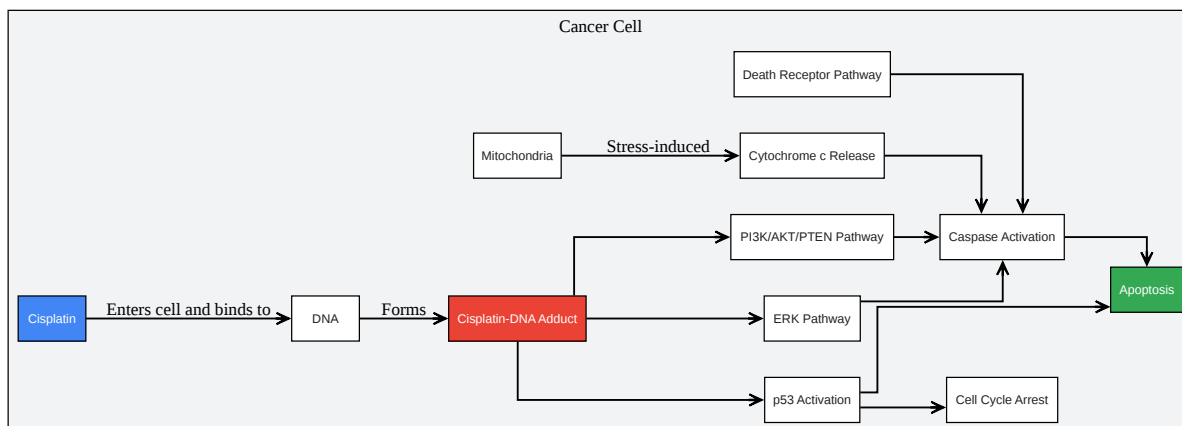 Cancer Cell
Death Receptor Pathway
Mitochondria
Stress-induced
Cytochrome c Release
PI3K/AKT/PTEN Pathway
Caspase Activation
Apoptosis
Cisplatin
Enters cell and binds to
DNA
Forms
Cisplatin-DNA Adduct
ERK Pathway
p53 Activation
Cell Cycle Arrest